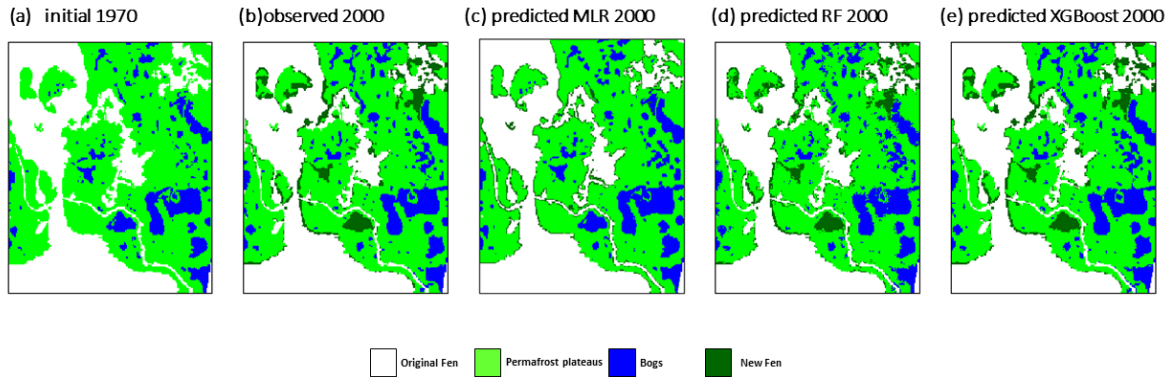 (a) initial 1970
(b)observed 2000
(c) predicted MLR 2000
(d) predicted RF 2000
(e) predicted XGBoost 2000
Original Fen
Permafrost plateaus
Bogs
New Fen